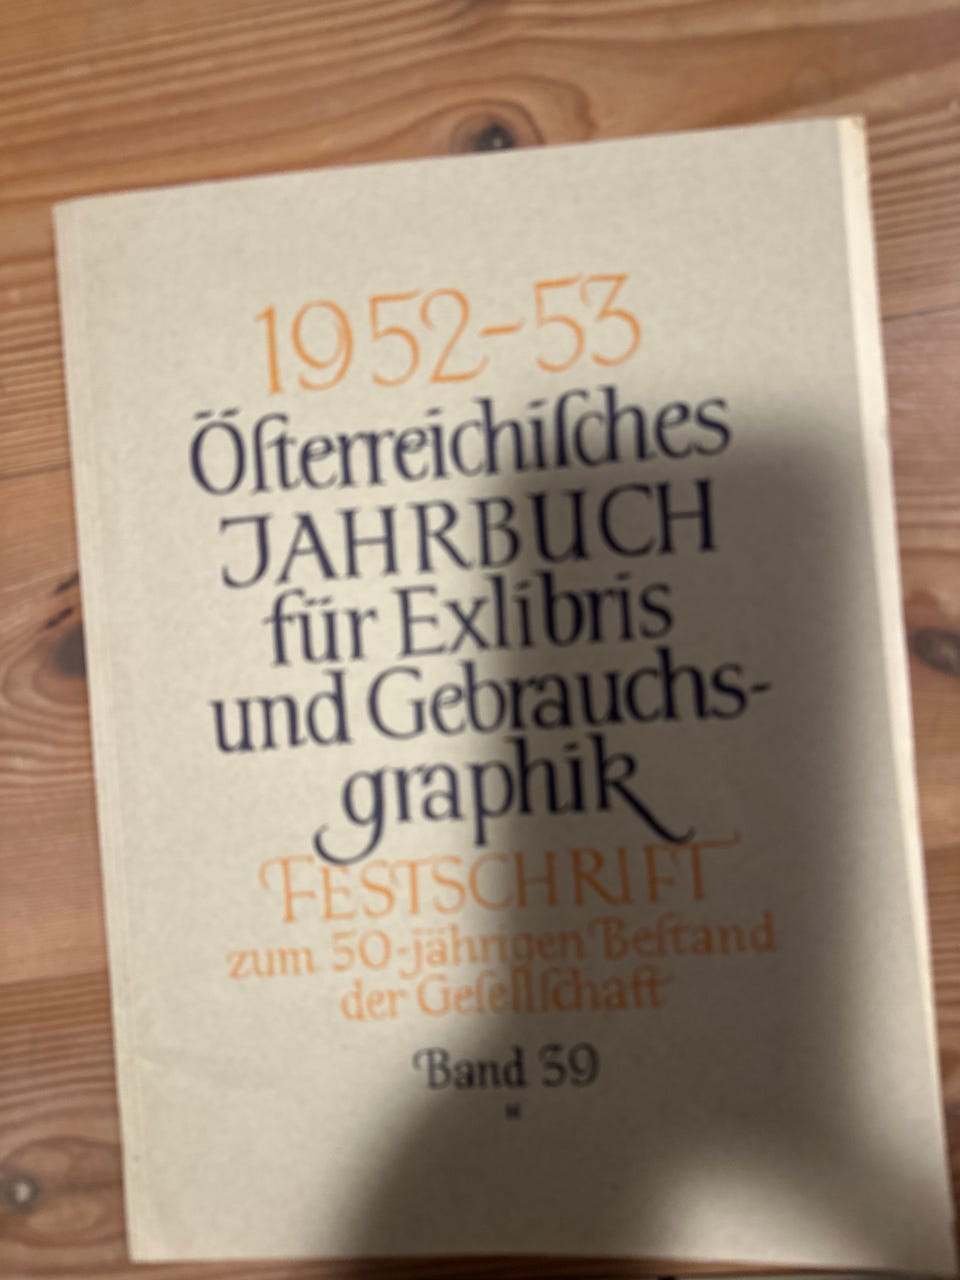 1952-53
Öſterreichiſches
JAHRBUCH
für Exlibris
und Gebrauchs-
graphik
FESTSCHRIFT
zum 50-jährigen Beſtand
der Geſellſchaft
Band 39